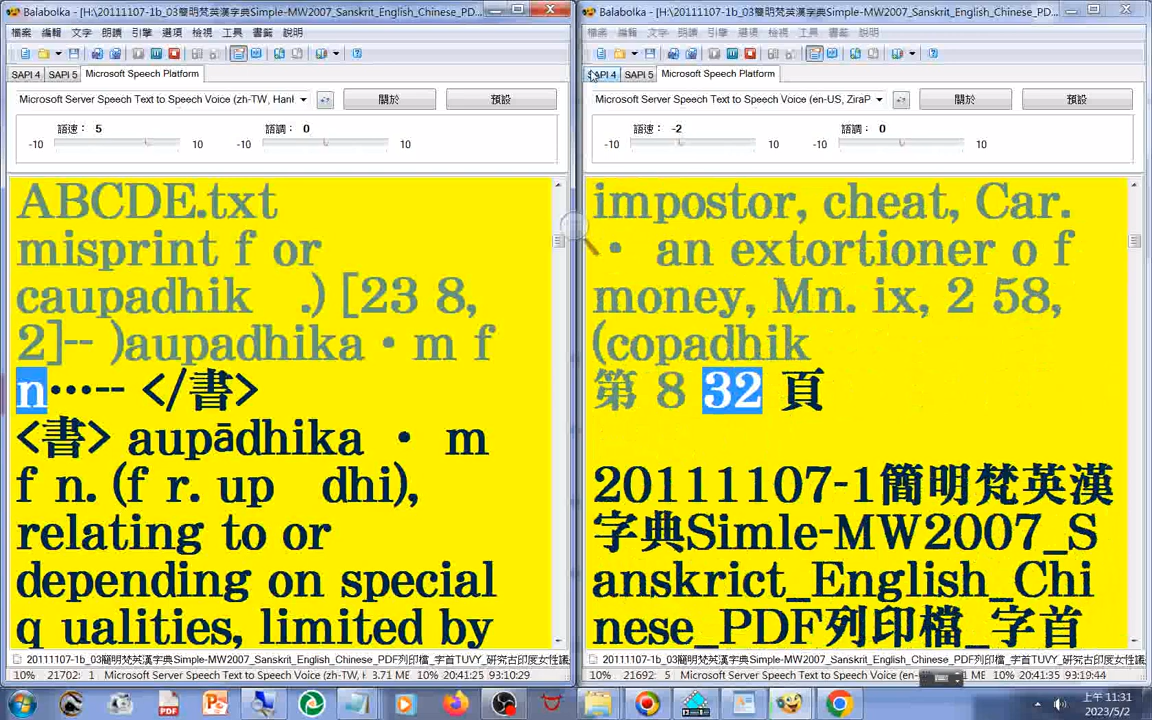 Balabolka - [H:\20111107-1b_03簡明梵英漢字典Simple-MW2007_Sanskrit_English_Chinese_PD...
檔案 編輯 文字 朗讀 引擎 選項 檢視 工具 書籤 說明
SAPI 4 SAPI 5 Microsoft Speech Platform
Microsoft Server Speech Text to Speech Voice (zh-TW, Hanl
關於
預設
語速： 5
語調： 0
-10 10 -10 10
ABCDE.txt
misprint f or
caupadhik .) [23 8,
2]-- )aupadhika • m f
n…-- </書>
<書> aupādhika • m
f n. (f r. up dhi),
relating to or
depending on special
q ualities, limited by
20111107-1b_03簡明梵英漢字典Simple-MW2007_Sanskrit_English_Chinese_PDF列印檔_字首TUVY_研究古印度女性議
10% 21702: 1 Microsoft Server Speech Text to Speech Voice (zh-TW, H 3.71 ME 10% 20:41:25 93:10:29
Balabolka - [H:\20111107-1b_03簡明梵英漢字典Simple-MW2007_Sanskrit_English_Chinese_PD...
檔案 編輯 文字 朗讀 引擎 選項 檢視 工具 書籤 說明
SAPI 4 SAPI 5 Microsoft Speech Platform
Microsoft Server Speech Text to Speech Voice (en-US, ZiraP
關於
預設
語速： -2
語調： 0
-10 10 -10 10
impostor, cheat, Car.
• an extortioner o f
money, Mn. ix, 2 58,
(copadhik
第 8 32 頁
20111107-1簡明梵英漢
字典Simle-MW2007_S
anskrict_English_Chi
nese_PDF列印檔_字首
20111107-1b_03簡明梵英漢字典Simple-MW2007_Sanskrit_English_Chinese_PDF列印檔_字首TUVY_研究古印度女性議
10% 21692: 5 Microsoft Server Speech Text to Speech Voice (en-US, ME 10% 20:41:35 93:19:44
上午 11:31
2023/5/2